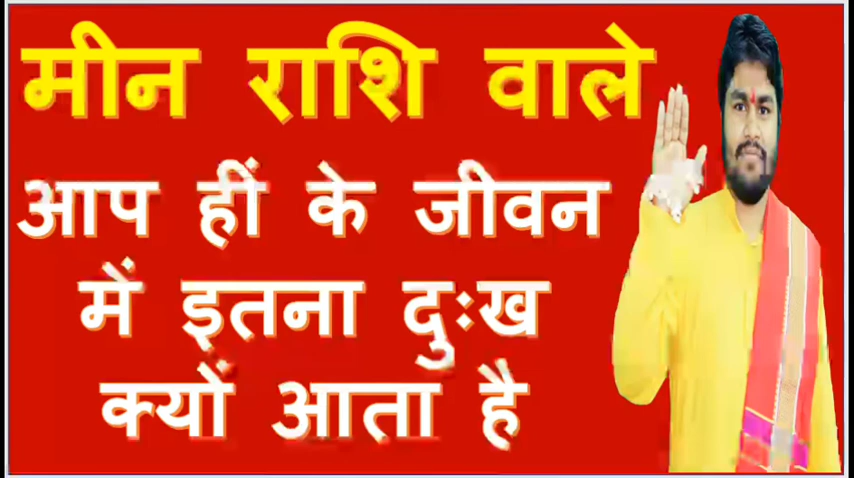 मीन राशि वाले
आप हीं के जीवन
में इतना दुःख
क्यों आता है